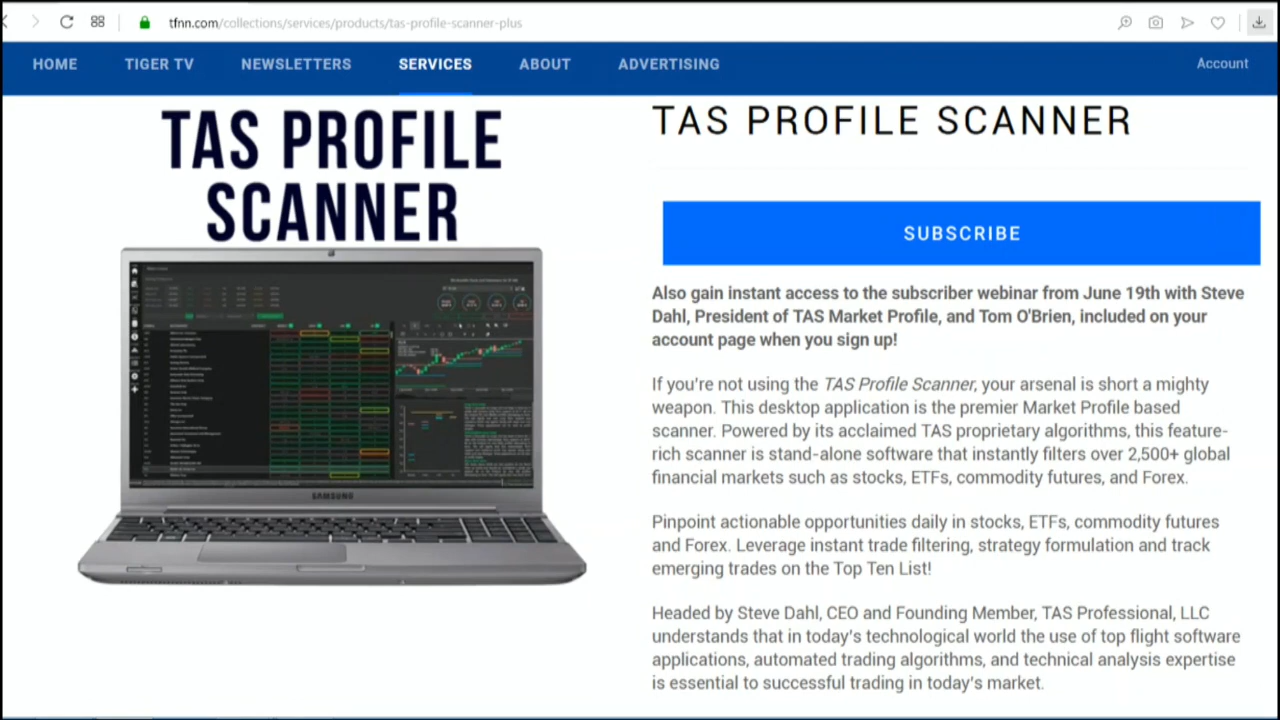 tfnn.com/collections/services/products/tas-profile-scanner-plus
HOME
TIGER TV
NEWSLETTERS
SERVICES
ABOUT
ADVERTISING
Account
TAS PROFILE
SCANNER
SAMSUNG
TAS PROFILE SCANNER
SUBSCRIBE
Also gain instant access to the subscriber webinar from June 19th with Steve
Dahl, President of TAS Market Profile, and Tom O'Brien, included on your
account page when you sign up!
If you're not using the TAS Profile Scanner, your arsenal is short a mighty
weapon. This desktop application is the premier Market Profile based
scanner. Powered by its acclaimed TAS proprietary algorithms, this feature-
rich scanner is stand-alone software that instantly filters over 2,500+ global
financial markets such as stocks, ETFs, commodity futures, and Forex.
Pinpoint actionable opportunities daily in stocks, ETFs, commodity futures
and Forex. Leverage instant trade filtering, strategy formulation and track
emerging trades on the Top Ten List!
Headed by Steve Dahl, CEO and Founding Member, TAS Professional, LLC
understands that in today's technological world the use of top flight software
applications, automated trading algorithms, and technical analysis expertise
is essential to successful trading in today's market.